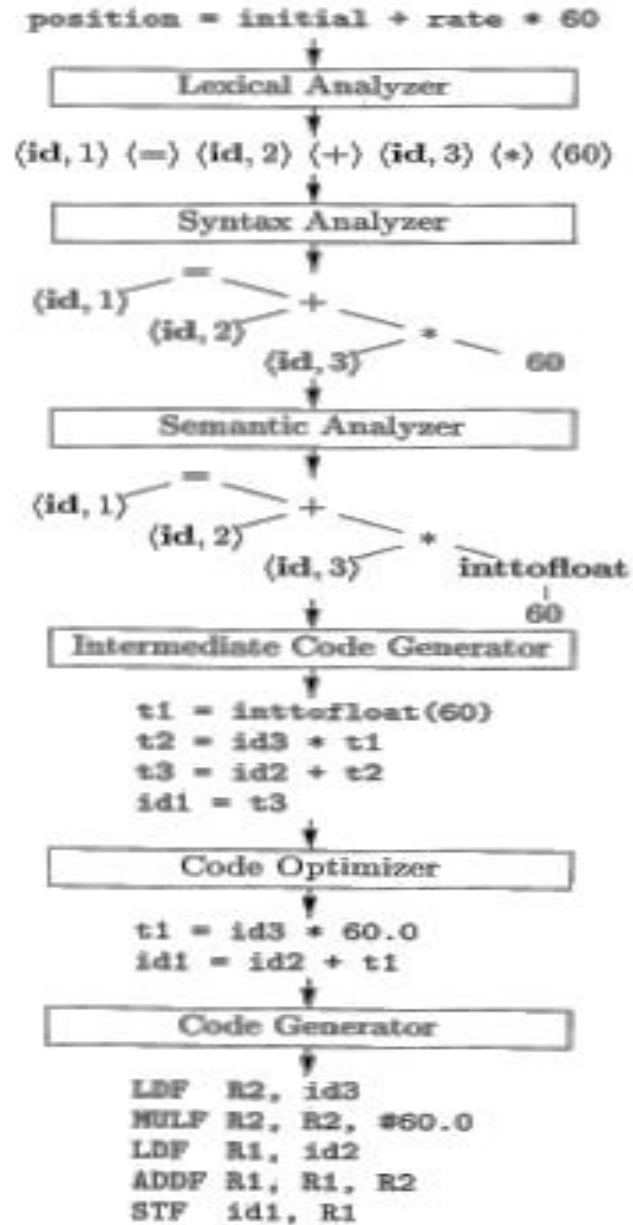 position = initial + rate * 60
Lexical Analyzer
⟨id, 1⟩ ⟨=⟩ ⟨id, 2⟩ ⟨+⟩ ⟨id, 3⟩ ⟨*⟩ ⟨60⟩
Syntax Analyzer
=
⟨id, 1⟩ +
⟨id, 2⟩ *
⟨id, 3⟩ 60
Semantic Analyzer
=
⟨id, 1⟩ +
⟨id, 2⟩ *
⟨id, 3⟩ inttofloat
60
Intermediate Code Generator
t1 = inttofloat(60)
t2 = id3 * t1
t3 = id2 + t2
id1 = t3
Code Optimizer
t1 = id3 * 60.0
id1 = id2 + t1
Code Generator
LDF R2, id3
MULF R2, R2, #60.0
LDF R1, id2
ADDF R1, R1, R2
STF id1, R1